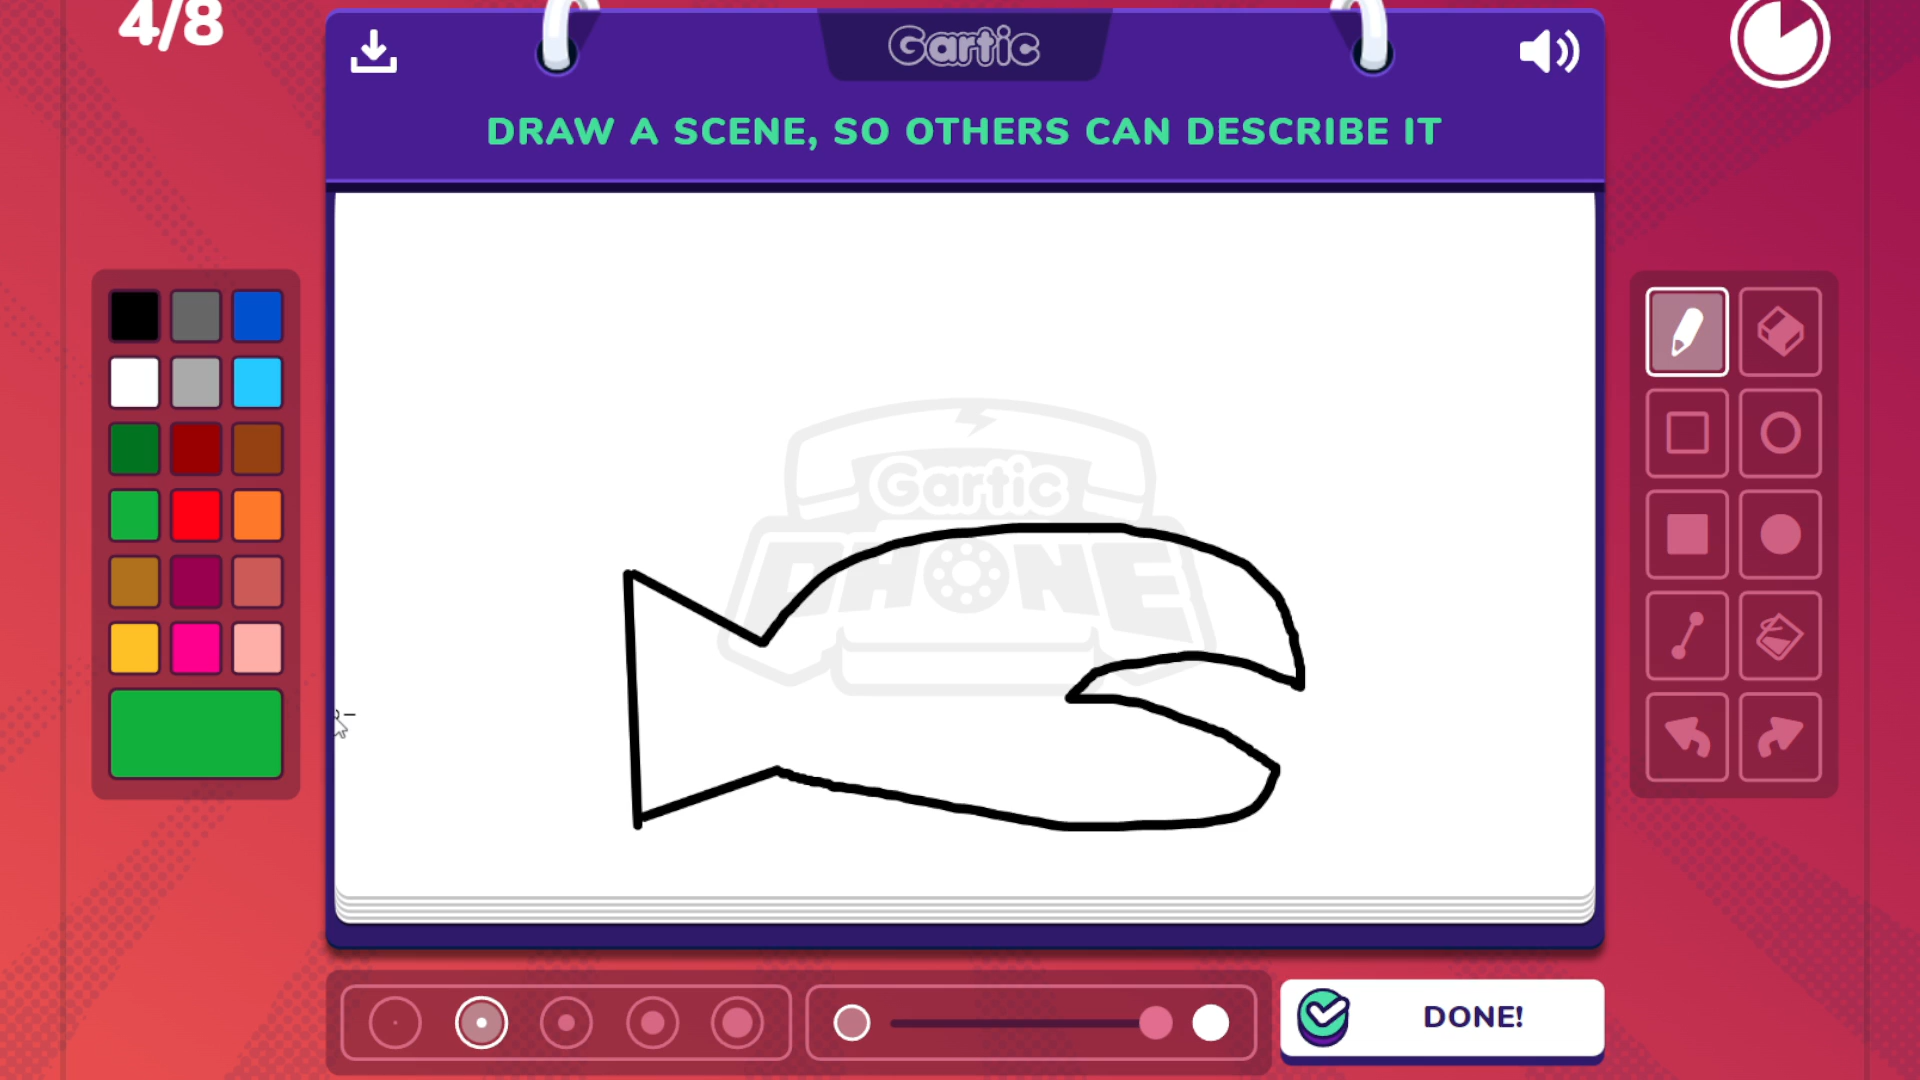 4/8
Gartic
DRAW A SCENE, SO OTHERS CAN DESCRIBE IT
Gartic
PHONE
DONE!